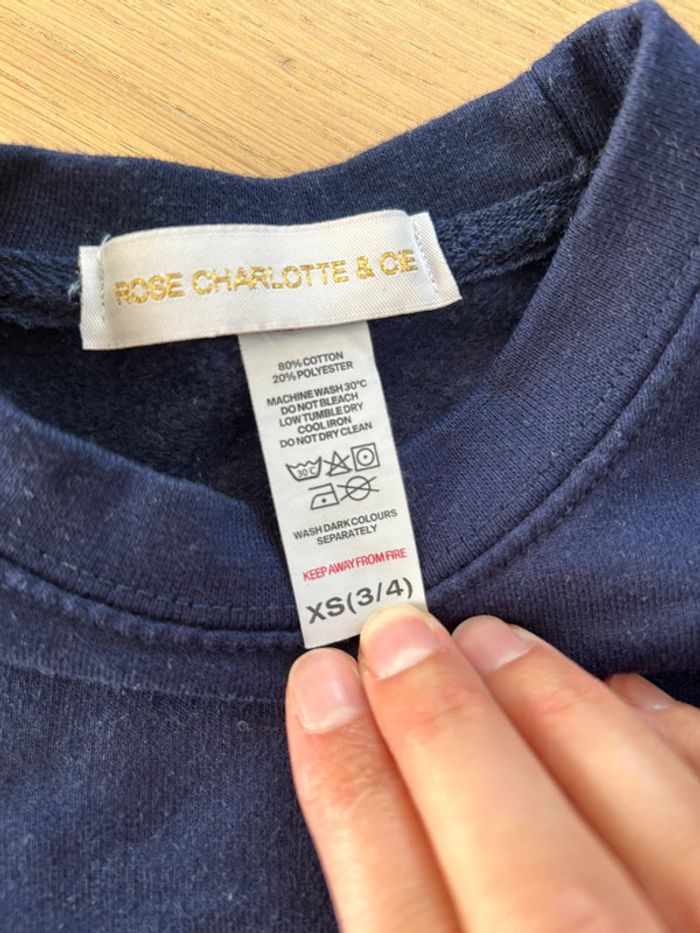 ROSE CHARLOTTE & CIE
80% COTTON
20% POLYESTER
MACHINE WASH 30°C
DO NOT BLEACH
LOW TUMBLE DRY
COOL IRON
DO NOT DRY CLEAN
30 C
WASH DARK COLOURS
SEPARATELY
KEEP AWAY FROM FIRE
XS(3/4)